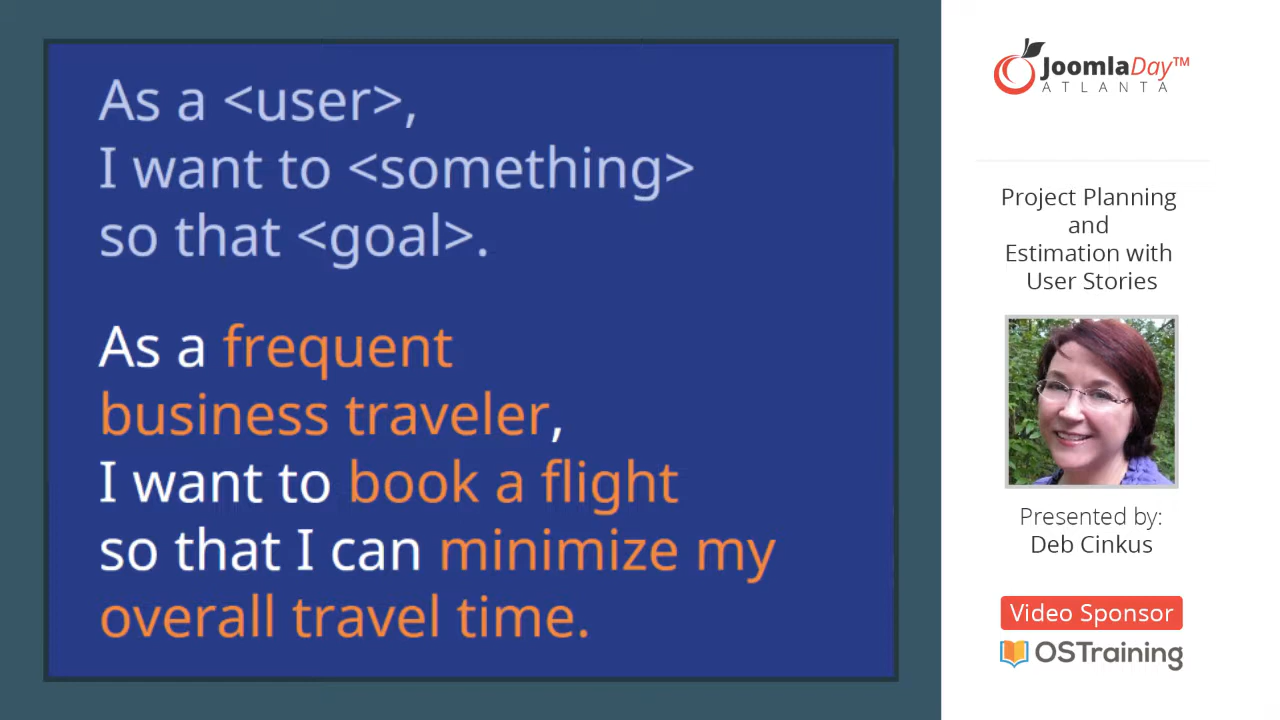 As a <user>,
I want to <something>
so that <goal>.
As a frequent
business traveler,
I want to book a flight
so that I can minimize my
overall travel time.
JoomlaDay™
ATLANTA
Project Planning
and
Estimation with
User Stories
Presented by:
Deb Cinkus
Video Sponsor
OSTraining